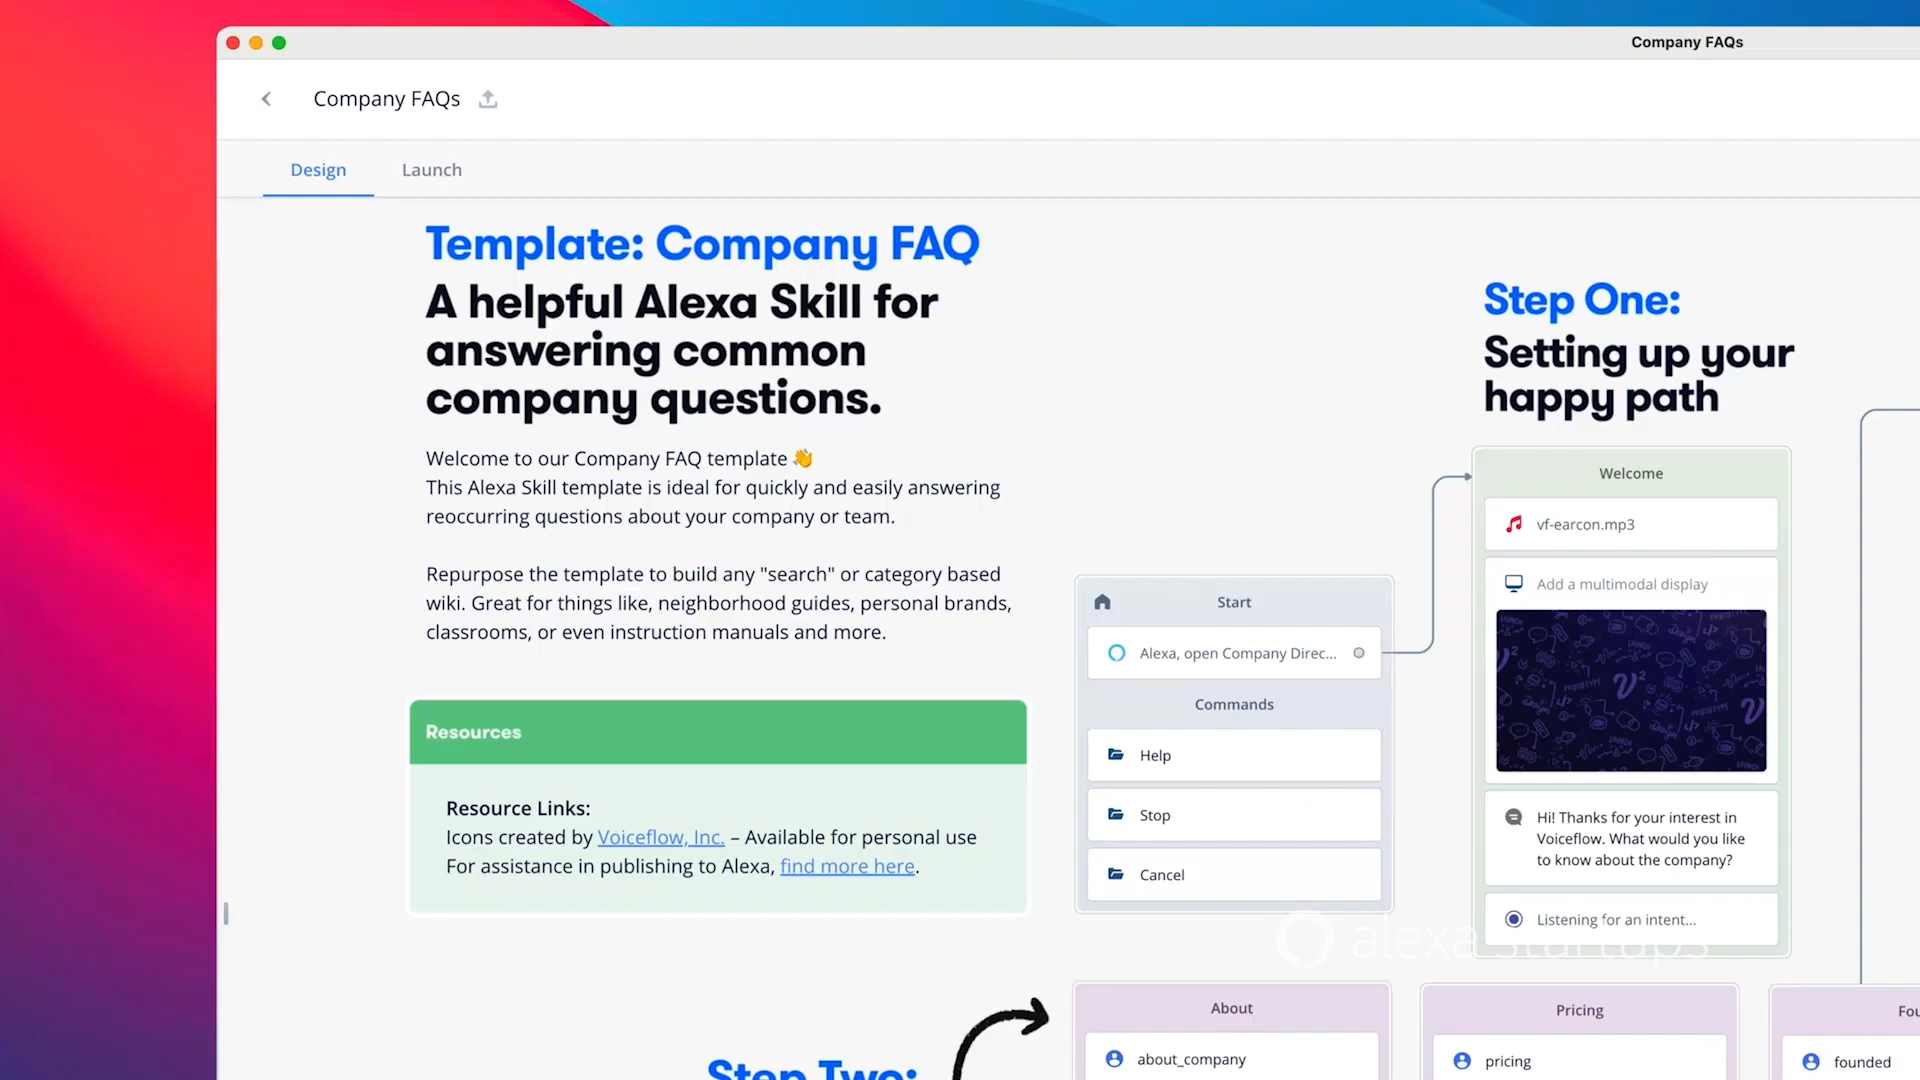 Company FAQs
Company FAQs
Design
Launch
Template: Company FAQ
A helpful Alexa Skill for
answering common
company questions.
Welcome to our Company FAQ template 👋
This Alexa Skill template is ideal for quickly and easily answering
reoccurring questions about your company or team.
Repurpose the template to build any "search" or category based
wiki. Great for things like, neighborhood guides, personal brands,
classrooms, or even instruction manuals and more.
Resources
Resource Links:
Icons created by Voiceflow, Inc. – Available for personal use
For assistance in publishing to Alexa, find more here.
Step One:
Setting up your
happy path
Start
Alexa, open Company Direc...
Commands
Help
Stop
Cancel
Welcome
vf-earcon.mp3
Add a multimodal display
Hi! Thanks for your interest in
Voiceflow. What would you like
to know about the company?
Listening for an intent...
alexa startups
Step Two:
About
about_company
Pricing
pricing
Fou
founded